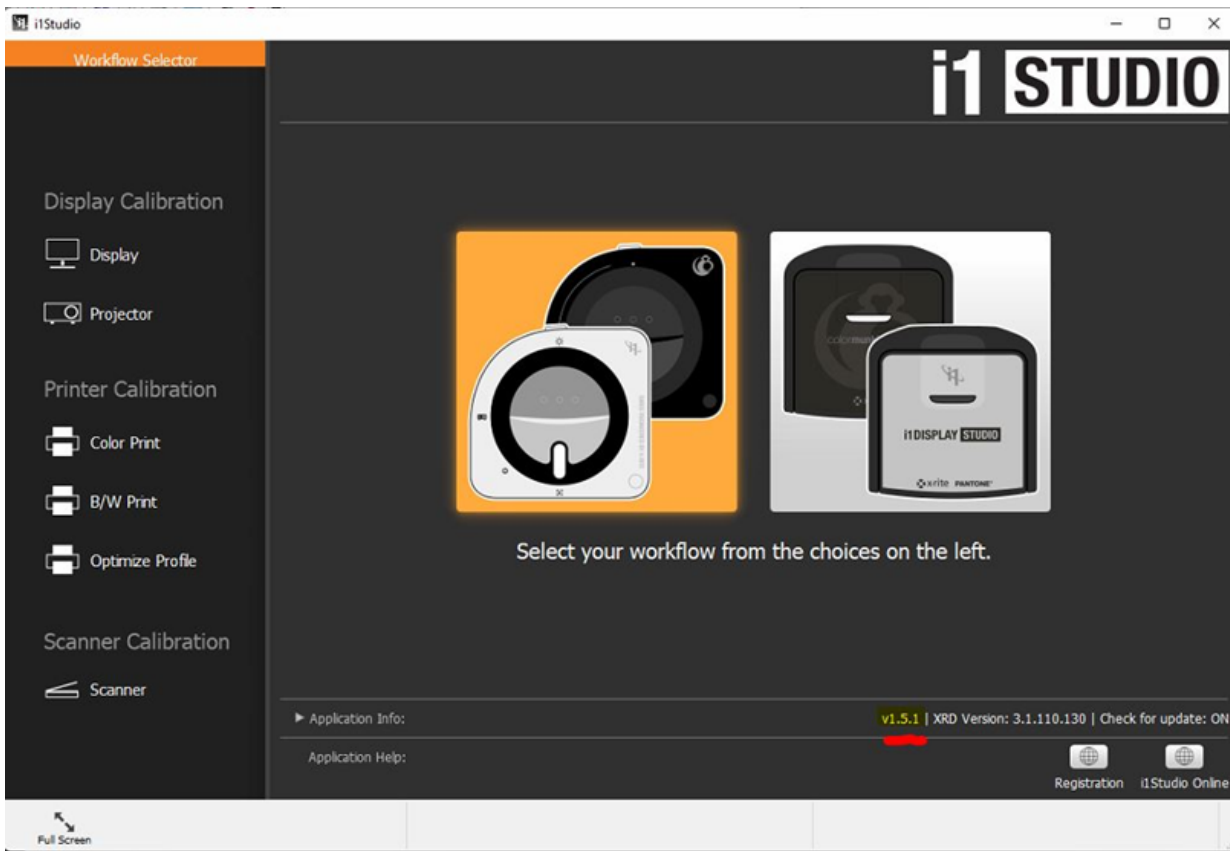 i1Studio
Workflow Selector
i1 STUDIO
Display Calibration
Display
Projector
Printer Calibration
Color Print
B/W Print
Optimize Profile
Scanner Calibration
Scanner
i1DISPLAY STUDIO
x·rite PANTONE®
Select your workflow from the choices on the left.
Application Info:
v1.5.1 | XRD Version: 3.1.110.130 | Check for update: ON
Application Help:
Registration
i1Studio Online
Full Screen